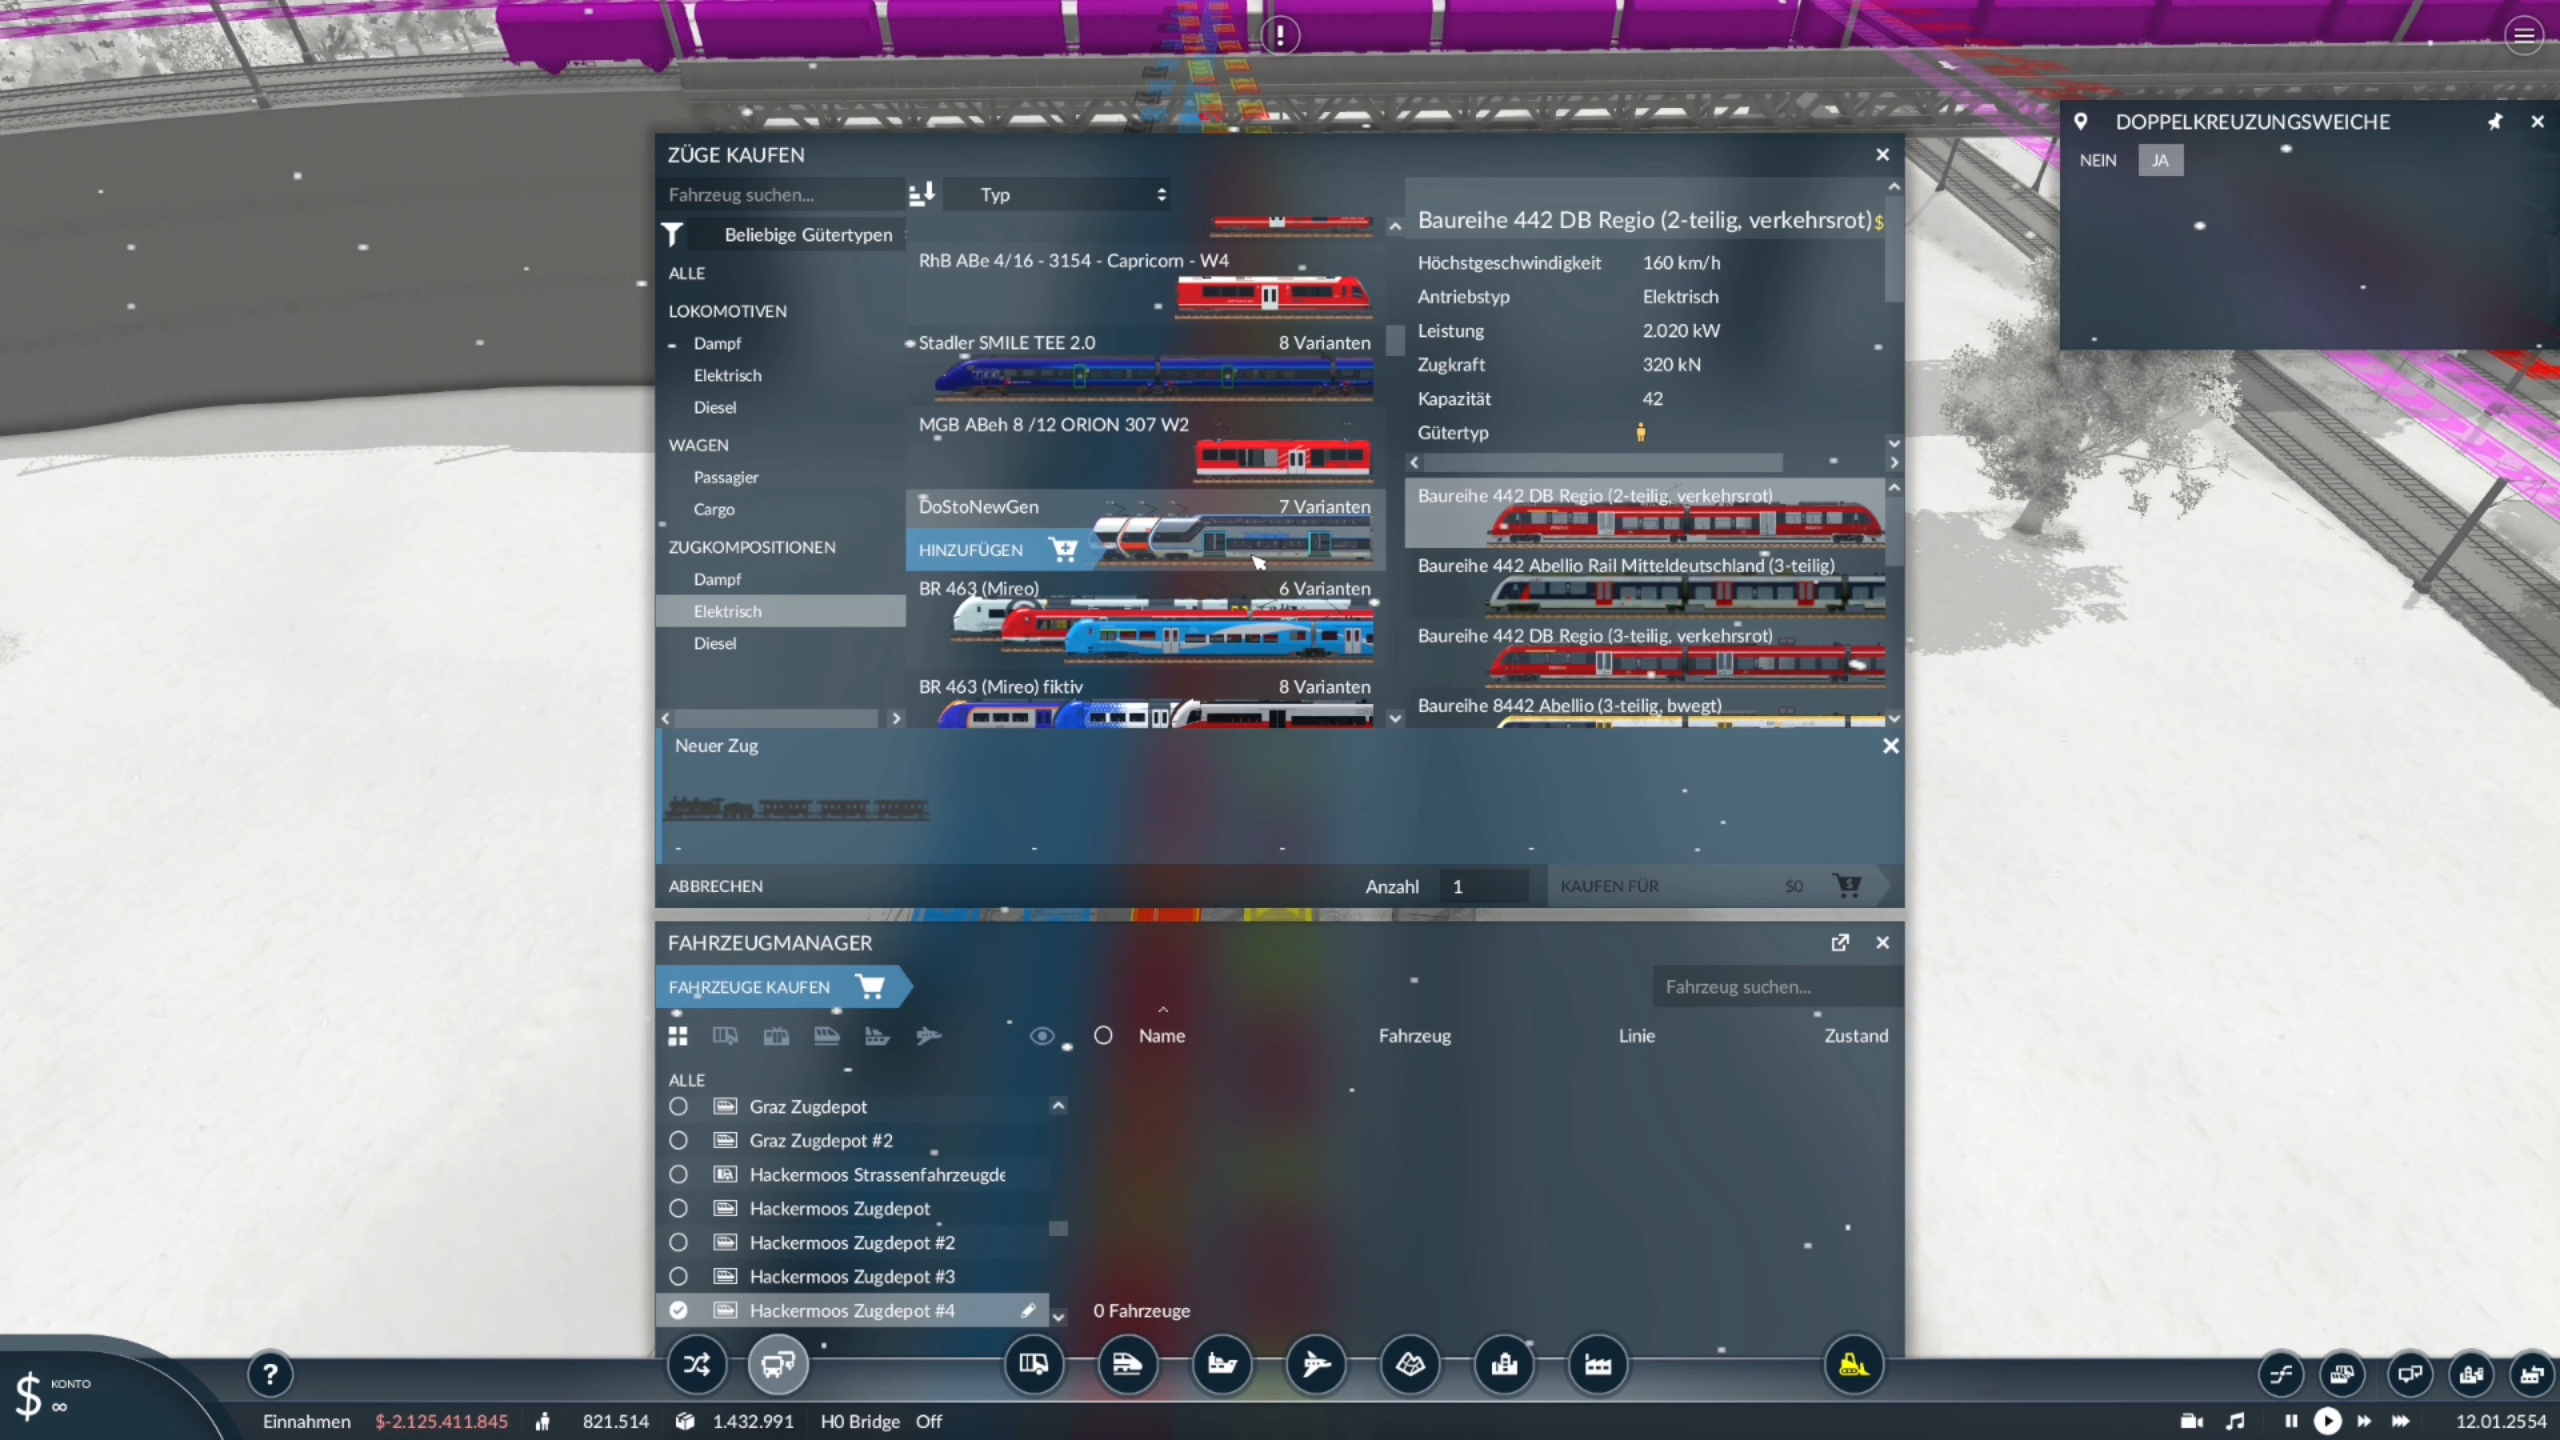 DOPPELKREUZUNGSWEICHE
NEIN JA
ZÜGE KAUFEN
Fahrzeug suchen...
Typ
Beliebige Gütertypen
ALLE
LOKOMOTIVEN
Dampf
Elektrisch
Diesel
WAGEN
Passagier
Cargo
ZUGKOMPOSITIONEN
Dampf
Elektrisch
Diesel
RhB ABe 4/16 - 3154 - Capricorn - W4
Stadler SMILE TEE 2.0 8 Varianten
MGB ABeh 8 /12 ORION 307 W2
DoStoNewGen 7 Varianten
HINZUFÜGEN
BR 463 (Mireo) 6 Varianten
BR 463 (Mireo) fiktiv 8 Varianten
Baureihe 442 DB Regio (2-teilig, verkehrsrot) $
Höchstgeschwindigkeit 160 km/h
Antriebstyp Elektrisch
Leistung 2.020 kW
Zugkraft 320 kN
Kapazität 42
Gütertyp
Baureihe 442 DB Regio (2-teilig, verkehrsrot)
Baureihe 442 Abellio Rail Mitteldeutschland (3-teilig)
Baureihe 442 DB Regio (3-teilig, verkehrsrot)
Baureihe 8442 Abellio (3-teilig, bwegt)
Neuer Zug
- - - - -
ABBRECHEN Anzahl 1 KAUFEN FÜR $0
FAHRZEUGMANAGER
FAHRZEUGE KAUFEN Fahrzeug suchen...
Name Fahrzeug Linie Zustand
ALLE
Graz Zugdepot
Graz Zugdepot #2
Hackermoos Strassenfahrzeugde
Hackermoos Zugdepot
Hackermoos Zugdepot #2
Hackermoos Zugdepot #3
Hackermoos Zugdepot #4 0 Fahrzeuge
$ KONTO
∞
?
Einnahmen $-2.125.411.845 821.514 1.432.991 H0 Bridge Off 12.01.2554